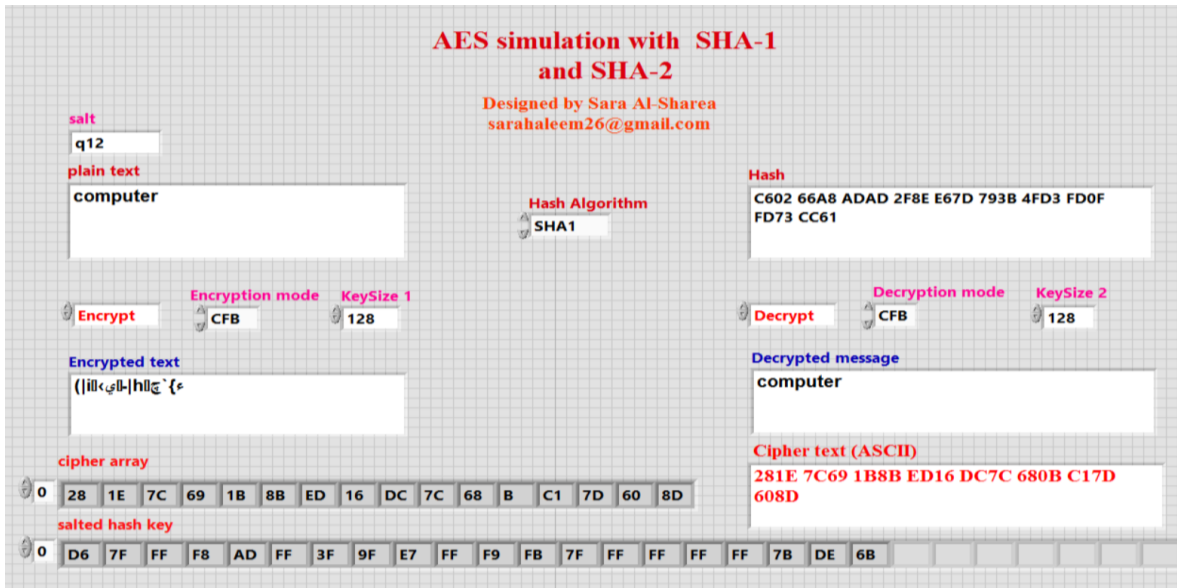 AES simulation with SHA-1
and SHA-2
Designed by Sara Al-Sharea
sarahaleem26@gmail.com
salt
q12
plain text
computer
Hash Algorithm
SHA1
Hash
C602 66A8 ADAD 2F8E E67D 793B 4FD3 FD0F
FD73 CC61
Encrypt
Encryption mode
CFB
KeySize 1
128
Decrypt
Decryption mode
CFB
KeySize 2
128
Encrypted text
Decrypted message
computer
cipher array
0 28 1E 7C 69 1B 8B ED 16 DC 7C 68 B C1 7D 60 8D
Cipher text (ASCII)
281E 7C69 1B8B ED16 DC7C 680B C17D
608D
salted hash key
0 D6 7F FF F8 AD FF 3F 9F E7 FF F9 FB 7F FF FF FF FF 7B DE 6B